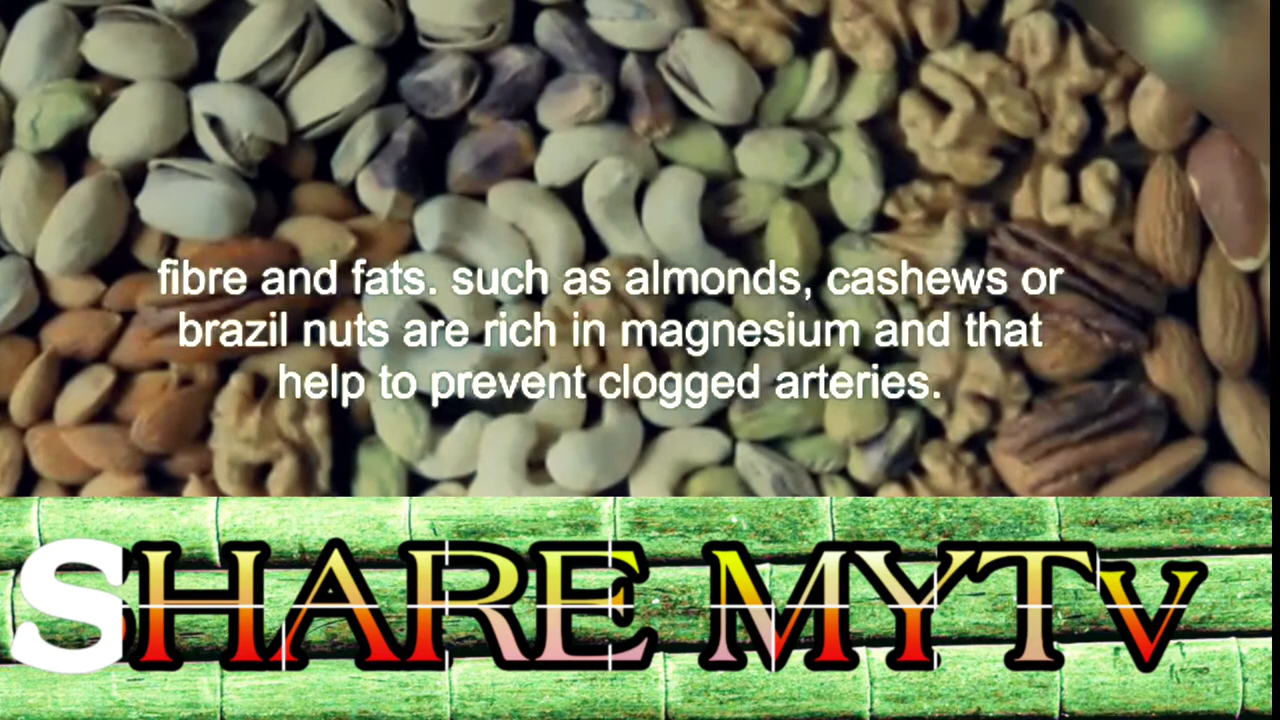 fibre and fats. such as almonds, cashews or
brazil nuts are rich in magnesium and that
help to prevent clogged arteries.
SHARE MYTv